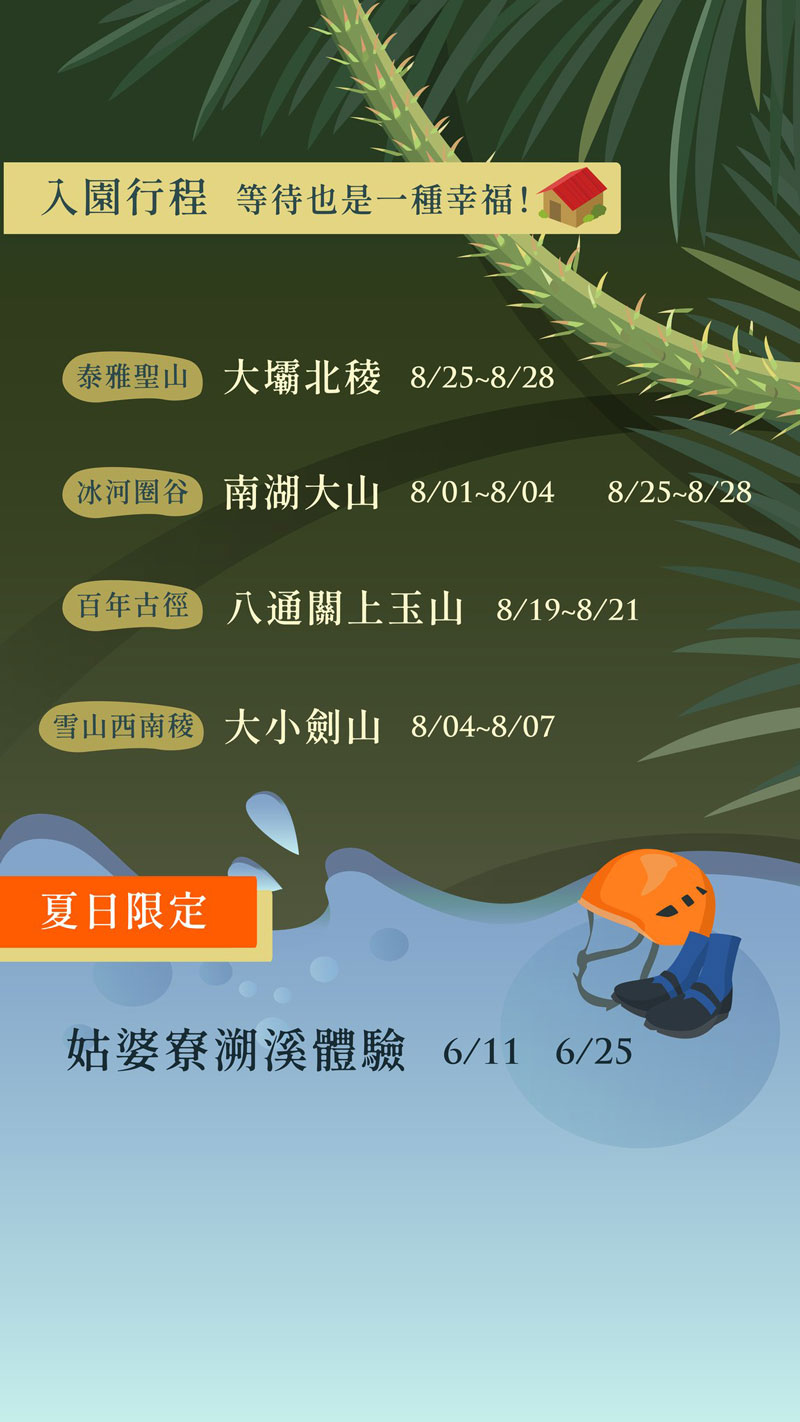 入園行程 等待也是一種幸福!
泰雅聖山 大壩北稜 8/25~8/28
冰河圈谷 南湖大山 8/01~8/04 8/25~8/28
百年古徑 八通關上玉山 8/19~8/21
雪山西南稜 大小劍山 8/04~8/07
夏日限定
姑婆寮溯溪體驗 6/11 6/25